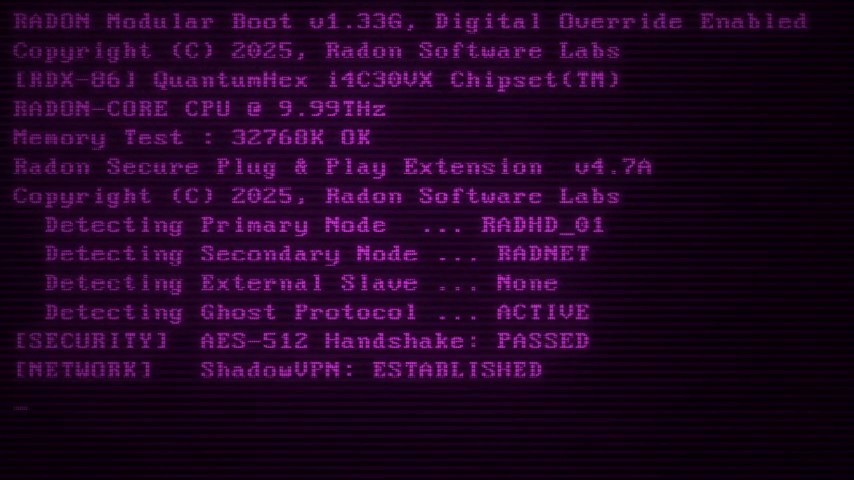 RADON Modular Boot v1.33G, Digital Override Enabled
Copyright (C) 2025, Radon Software Labs
[RDX-86] QuantumHex i4C30VX Chipset(TM)
RADON-CORE CPU @ 9.99THz
Memory Test : 32768K OK
Radon Secure Plug & Play Extension  v4.7A
Copyright (C) 2025, Radon Software Labs
  Detecting Primary Node   ... RADHD_01
  Detecting Secondary Node ... RADNET
  Detecting External Slave ... None
  Detecting Ghost Protocol ... ACTIVE
[SECURITY]  AES-512 Handshake: PASSED
[NETWORK]   ShadowVPN: ESTABLISHED
_